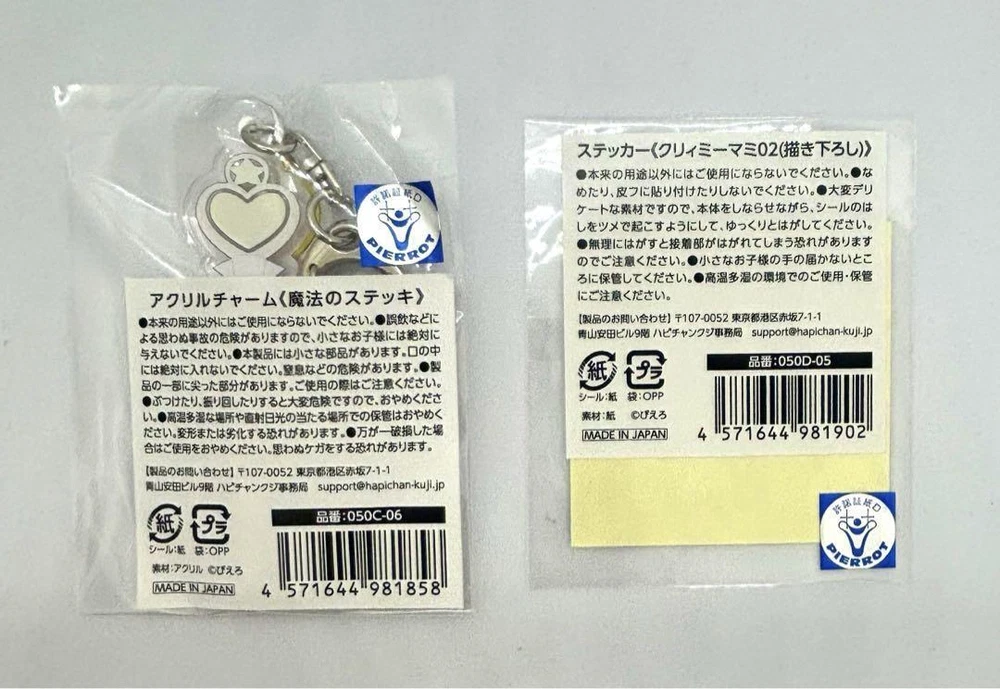 許諾証紙D
PIERROT
アクリルチャーム《魔法のステッキ》
●本来の用途以外にはご使用にならないでください。●誤飲などに
よる思わぬ事故の危険がありますので、小さなお子様には絶対に
与えないでください。●本製品には小さな部品があります。口の中
には絶対に入れないでください。窒息などの危険があります。●製
品の一部に尖った部分があります。ご使用の際はご注意ください。
●ぶつけたり、振り回したりすると大変危険ですので、おやめくださ
い。●高温多湿な場所や直射日光の当たる場所での保管はおやめく
ださい。変形または劣化する恐れがあります。●万が一破損した場
合はご使用をおやめください。思わぬケガをする恐れがあります。
【製品のお問い合わせ】〒107-0052 東京都港区赤坂7-1-1
青山安田ビル9階 ハピチャンクジ事務局 support@hapichan-kuji.jp
紙 プラ
シール:紙 袋:OPP
素材:アクリル ©ぴえろ
MADE IN JAPAN
品番:050C-06
4 571644 981858
ステッカー《クリィミーマミ02(描き下ろし)》
●本来の用途以外にはご使用にならないでください。●な
めたり、皮フに貼り付けたりしないでください。●大変デリ
ケートな素材ですので、本体をしならせながら、シールのは
しをツメで起こすようにして、ゆっくりとはがしてください。
●無理にはがすと接着部がはがれてしまう恐れがあります
のでご注意ください。●小さなお子様の手の届かないとこ
ろに保管してください。●高温多湿の環境でのご使用・保管
にご注意ください。
【製品のお問い合わせ】〒107-0052 東京都港区赤坂7-1-1
青山安田ビル9階 ハピチャンクジ事務局 support@hapichan-kuji.jp
紙 プラ
シール:紙 袋:OPP
素材:紙 ©ぴえろ
MADE IN JAPAN
品番:050D-05
4 571644 981902
許諾証紙D
PIERROT